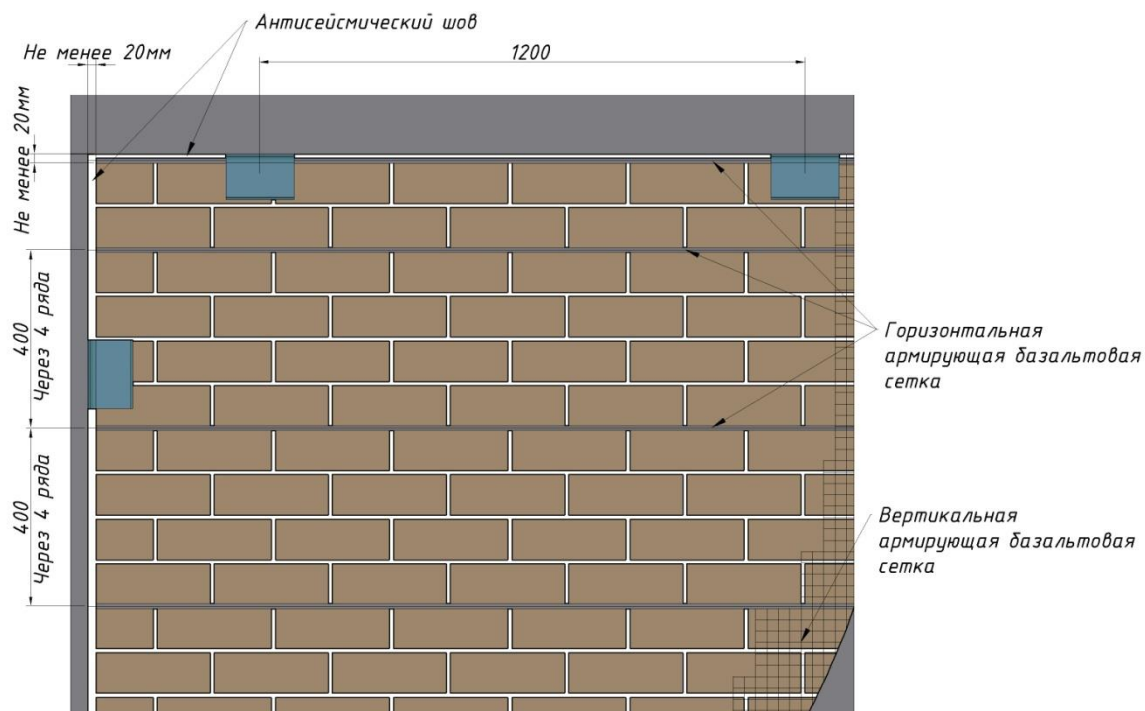 Антисейсмический шов
Не менее 20мм
1200
Не менее 20мм
400
Через 4 ряда
400
Через 4 ряда
Горизонтальная
армирующая базальтовая
сетка
Вертикальная
армирующая базальтовая
сетка